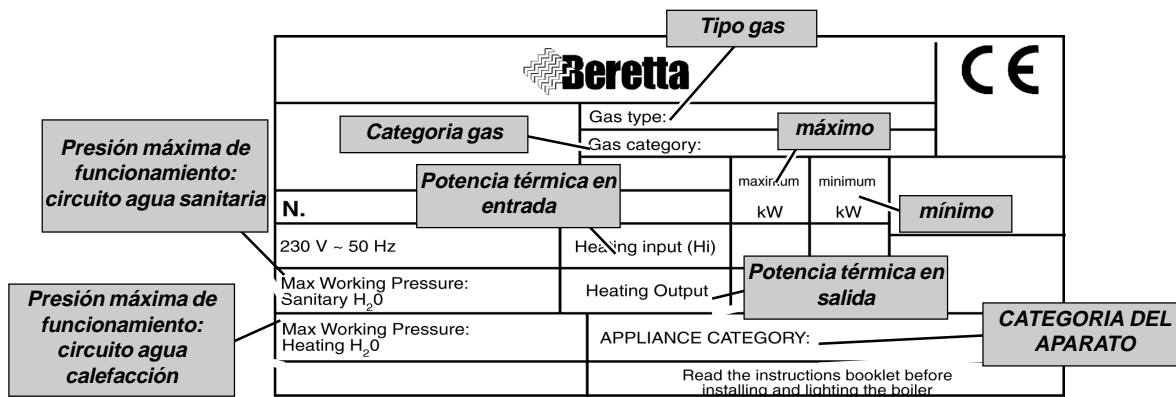 Tipo gas
Beretta
CE
Gas type:
Categoria gas
máximo
Gas category:
Presión máxima de
funcionamiento:
circuito agua sanitaria
Potencia térmica en
entrada
maximum
minimum
N.
kW
kW
mínimo
230 V ~ 50 Hz
Heating input (Hi)
Max Working Pressure:
Sanitary H₂0
Heating Output
Potencia térmica en
salida
Presión máxima de
funcionamiento:
circuito agua
calefacción
Max Working Pressure:
Heating H₂0
APPLIANCE CATEGORY:
CATEGORIA DEL
APARATO
Read the instructions booklet before
installing and lighting the boiler